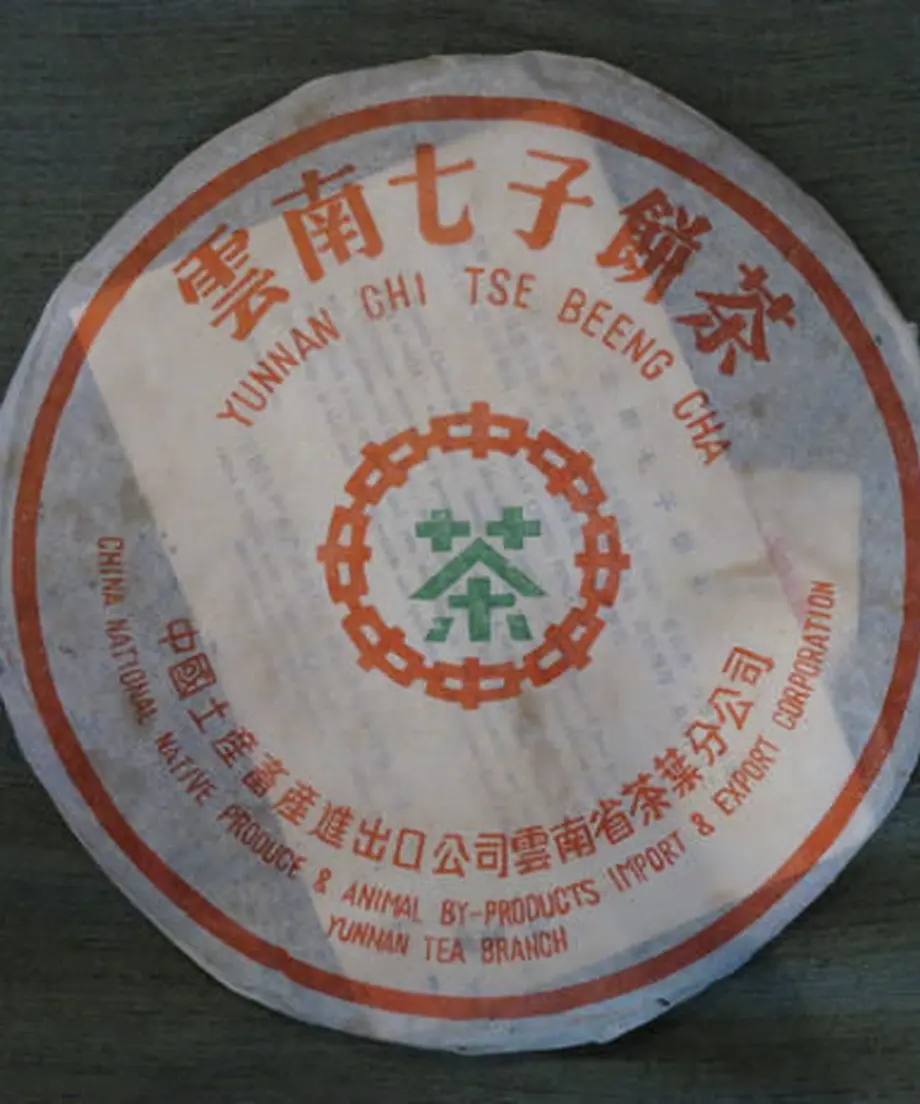 雲南七子餅茶
YUNNAN CHI TSE BEENG CHA
茶
中國土産畜產進出口公司雲南省茶葉分公司
CHINA NATIONAL NATIVE PRODUCE & ANIMAL BY-PRODUCTS IMPORT & EXPORT CORPORATION
YUNNAN TEA BRANCH